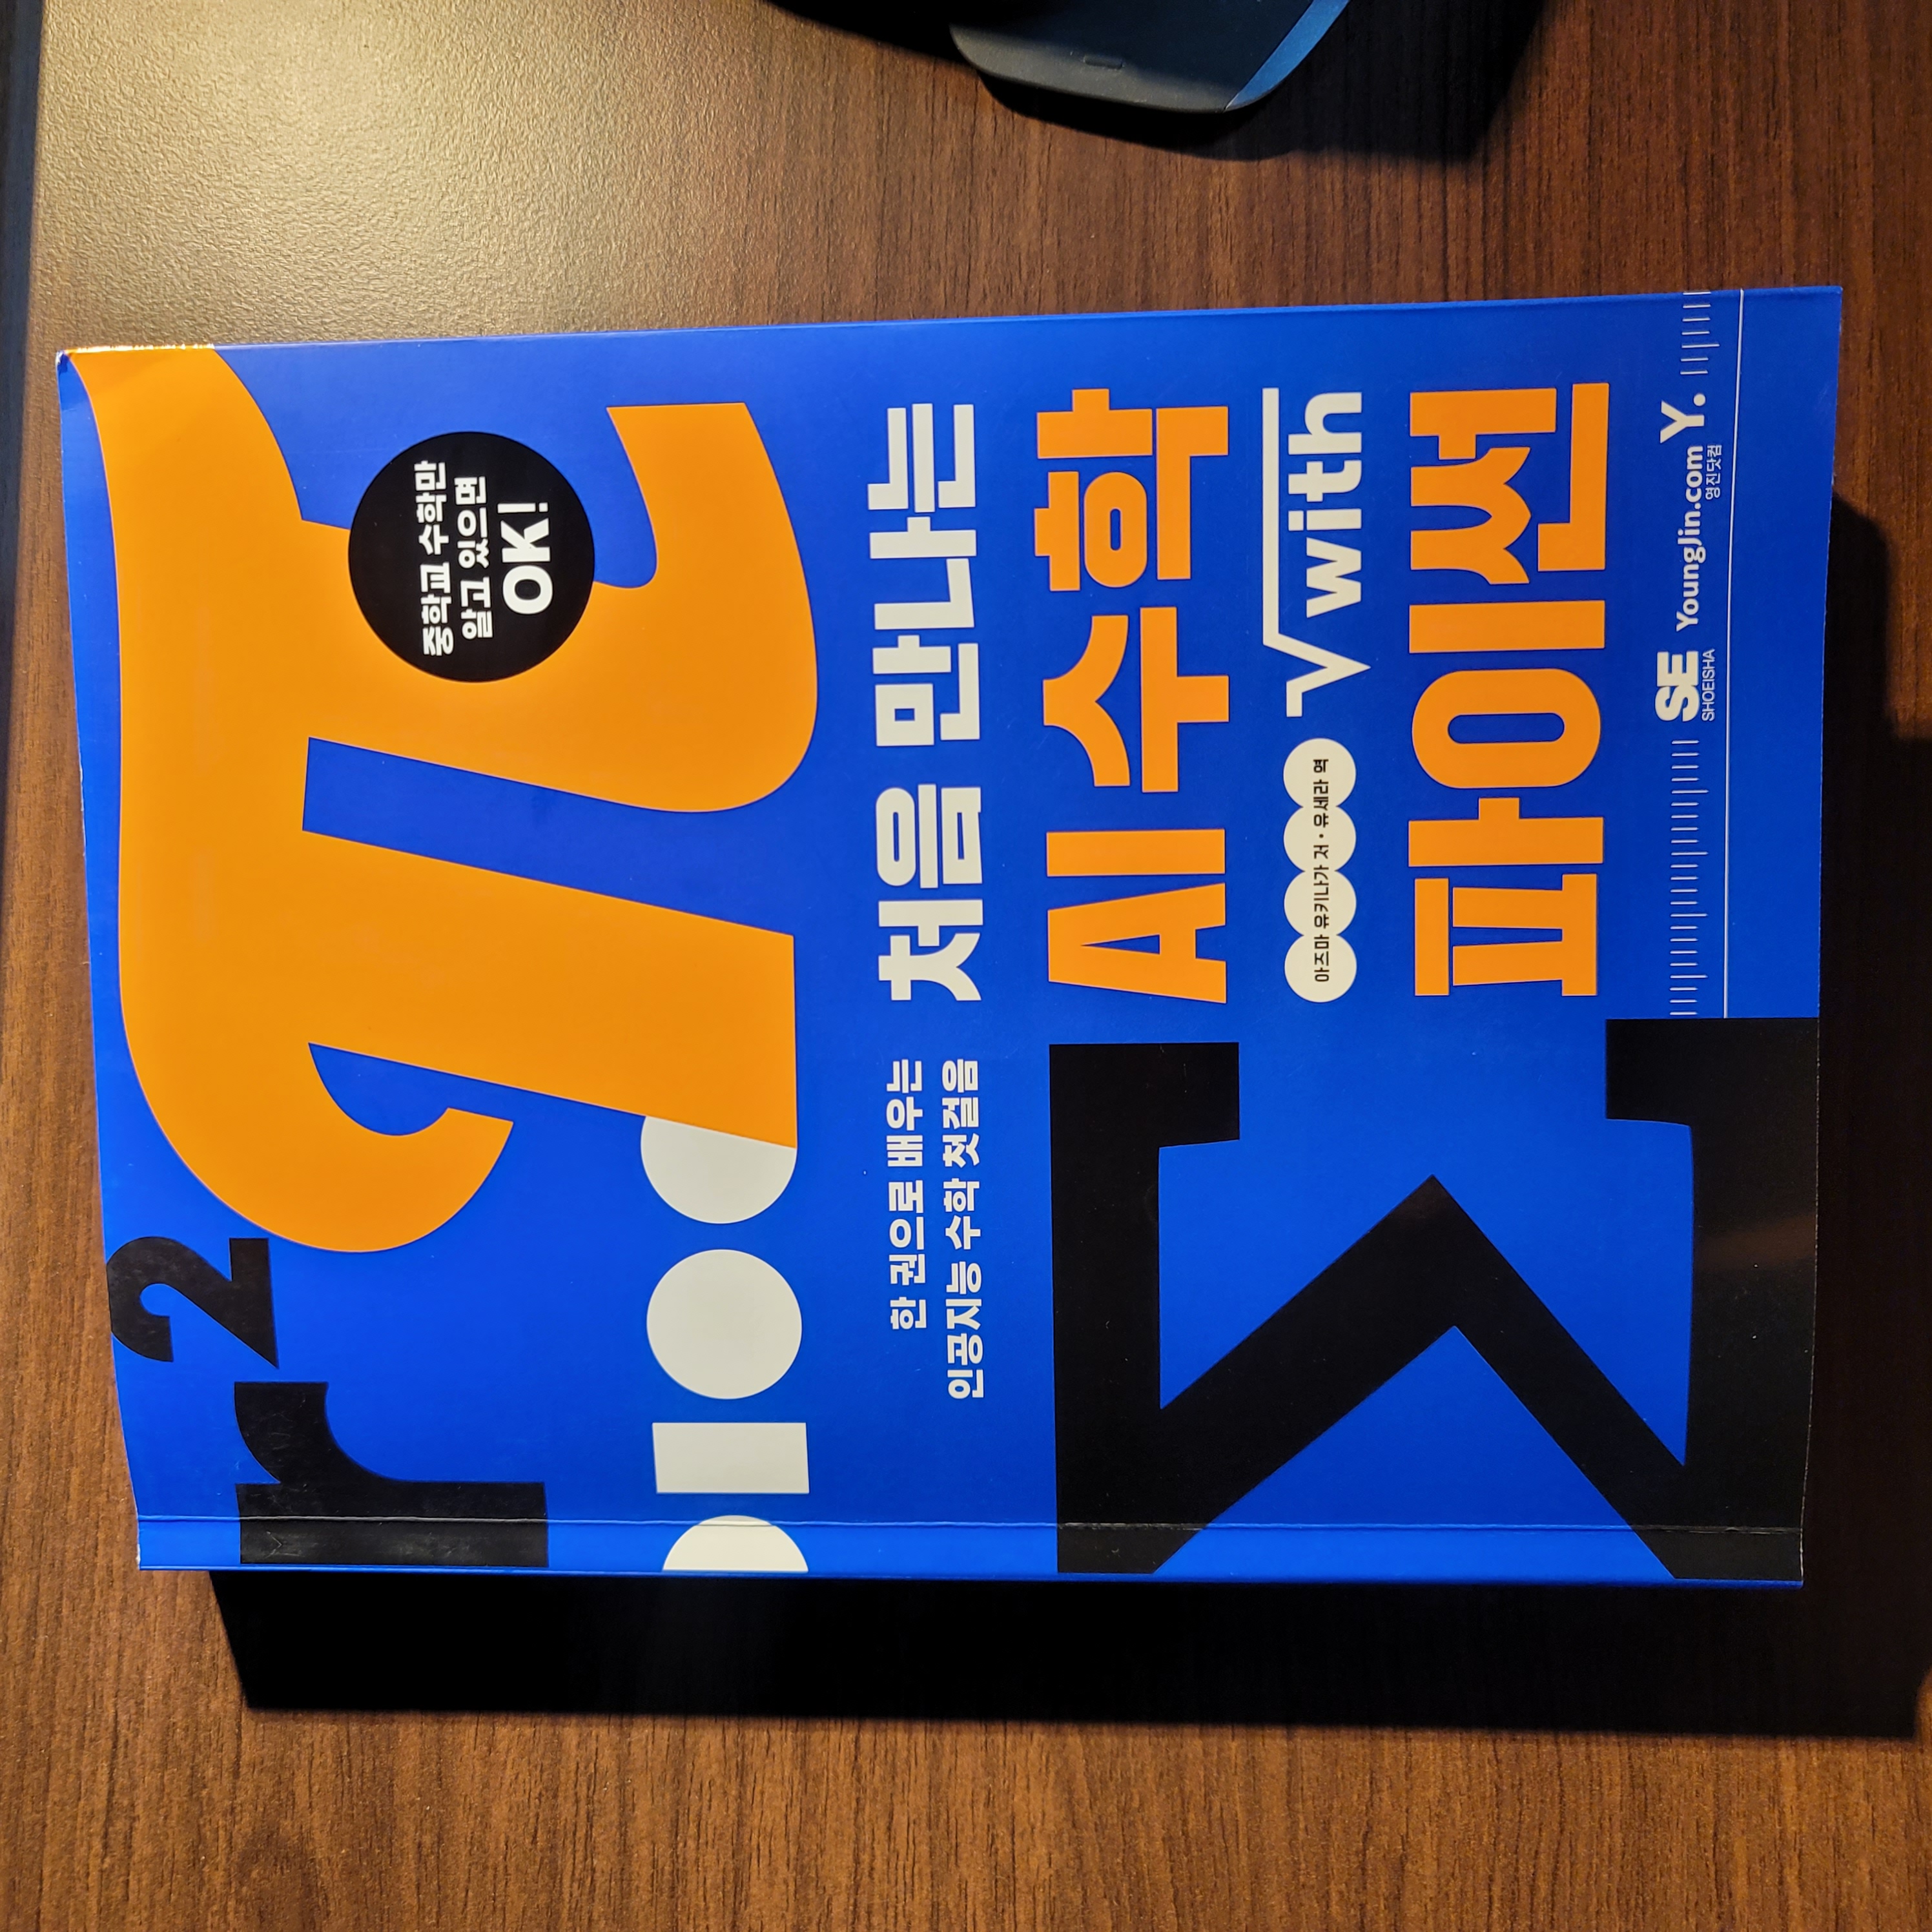 r²
π
중학교 수학만
알고 있으면
OK!
한 권으로 배우는
인공지능 수학 첫걸음
처음 만나는
AI 수학
아즈마 유키나가 저 • 유세라 역
√with
파이썬
Σ
SE
SHOEISHA
YoungJin.com Y.
영진닷컴